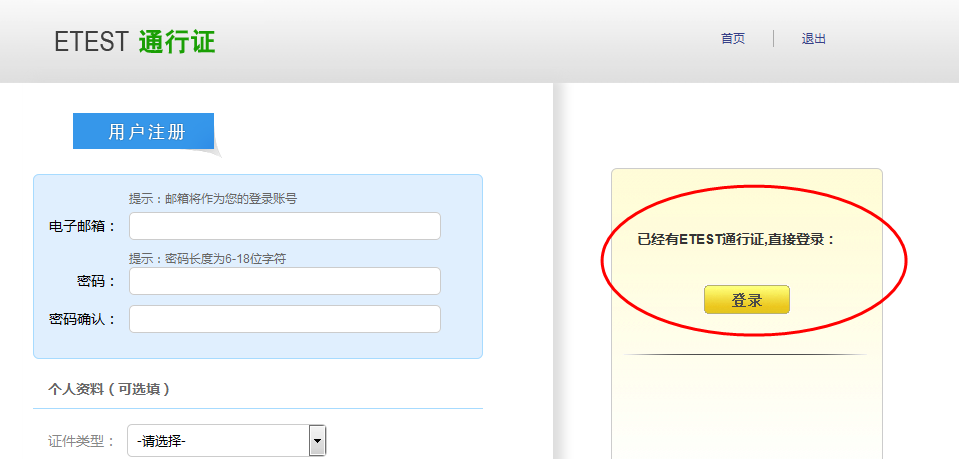 ETEST 通行证
首页
退出
用户注册
提示：邮箱将作为您的登录账号
电子邮箱：
提示：密码长度为6-18位字符
密码：
密码确认：
个人资料（可选填）
证件类型：
-请选择-
已经有ETEST通行证,直接登录：
登录